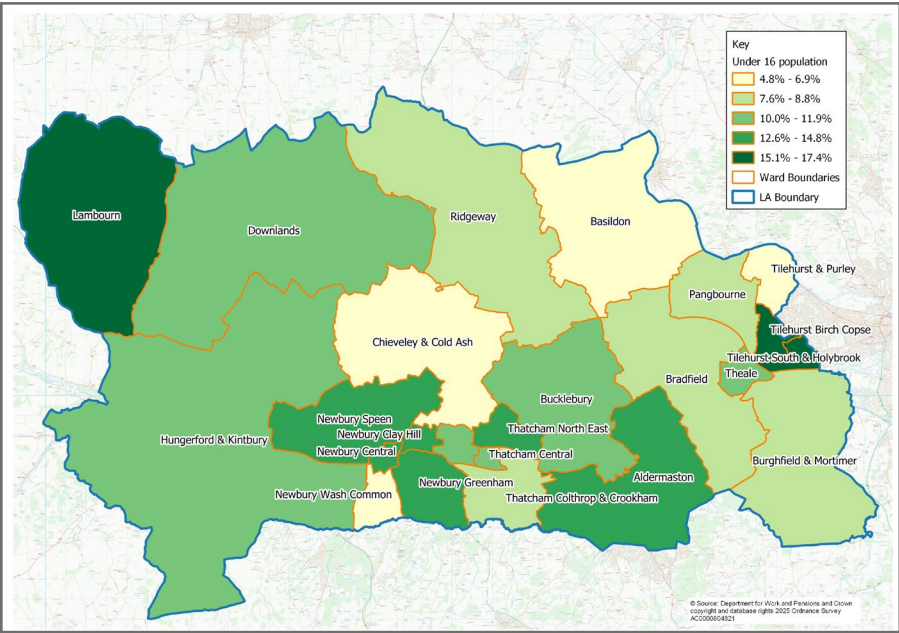 Key
Under 16 population
4.8% - 6.9%
7.6% - 8.8%
10.0% - 11.9%
12.6% - 14.8%
15.1% - 17.4%
Ward Boundaries
LA Boundary
Lambourn
Downlands
Ridgeway
Basildon
Tilehurst & Purley
Pangbourne
Tilehurst Birch Copse
Chieveley & Cold Ash
Tilehurst South & Holybrook
Theale
Bradfield
Bucklebury
Newbury Speen
Thatcham North East
Newbury Clay Hill
Hungerford & Kintbury
Newbury Central
Thatcham Central
Burghfield & Mortimer
Aldermaston
Newbury Greenham
Newbury Wash Common
Thatcham Colthrop & Crookham
© Source: Department for Work and Pensions and Crown
copyright and database rights 2025 Ordnance Survey
AC0000804821